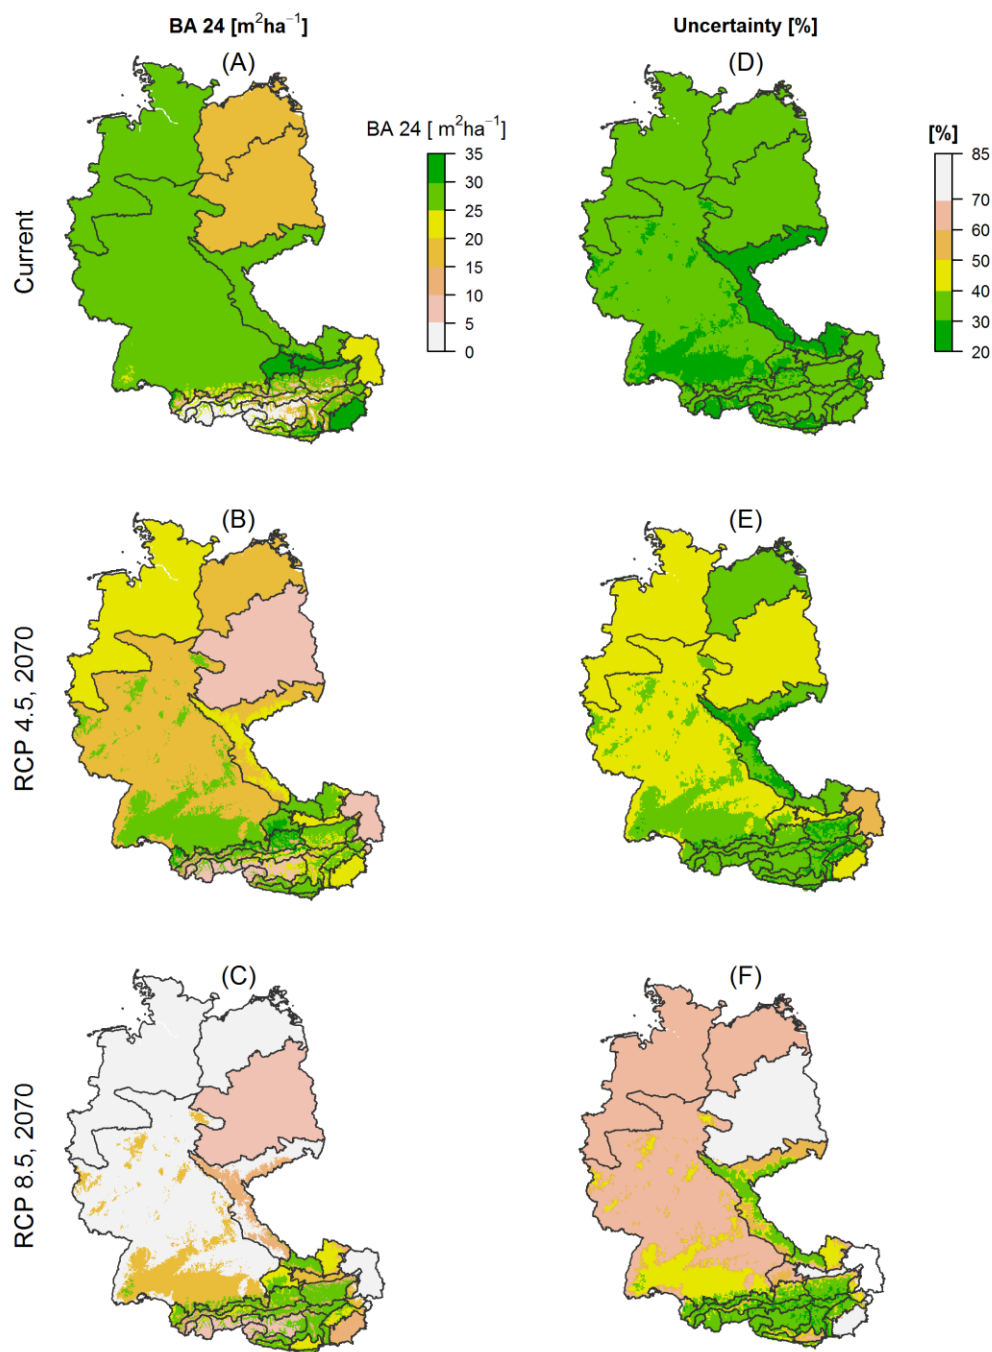 BA 24 [m²ha⁻¹]
Uncertainty [%]
(A)
(D)
BA 24 [ m²ha⁻¹]
35
30
25
20
15
10
5
0
[%]
85
70
60
50
40
30
20
Current
(B)
(E)
RCP 4.5, 2070
(C)
(F)
RCP 8.5, 2070